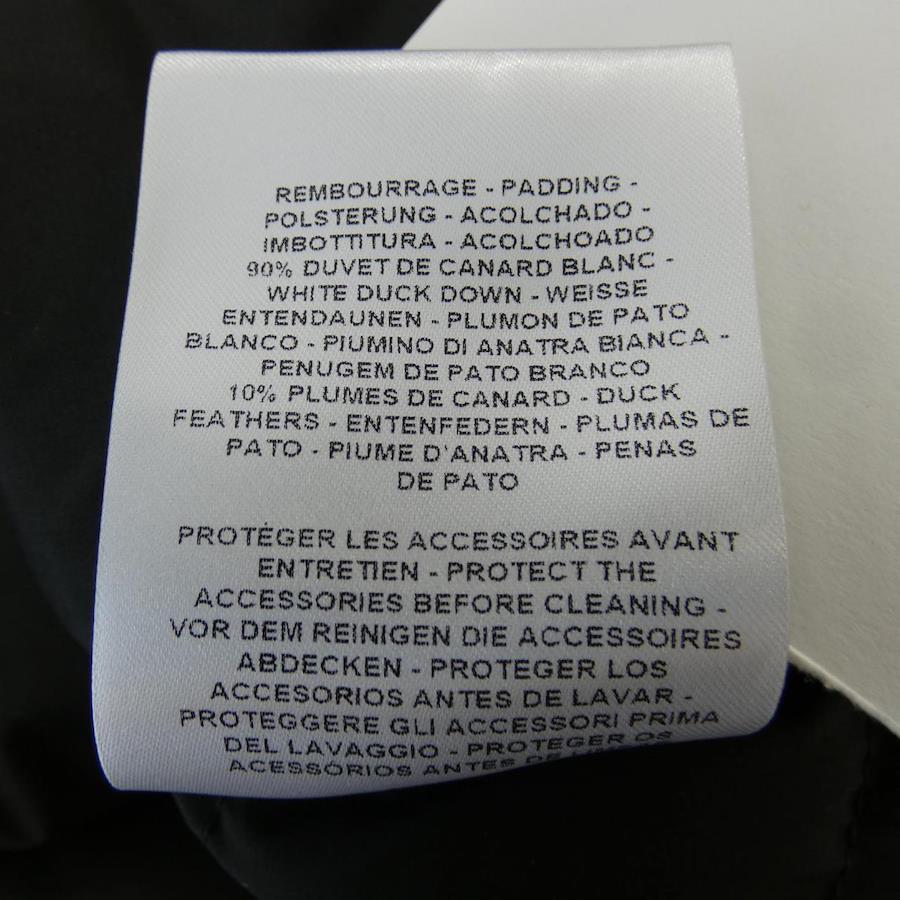 REMBOURRAGE - PADDING -
POLSTERUNG - ACOLCHADO -
IMBOTTITURA - ACOLCHOADO
90% DUVET DE CANARD BLANC -
WHITE DUCK DOWN - WEISSE
ENTENDAUNEN - PLUMON DE PATO
BLANCO - PIUMINO DI ANATRA BIANCA -
PENUGEM DE PATO BRANCO
10% PLUMES DE CANARD - DUCK
FEATHERS - ENTENFEDERN - PLUMAS DE
PATO - PIUME D'ANATRA - PENAS
DE PATO
PROTÉGER LES ACCESSOIRES AVANT
ENTRETIEN - PROTECT THE
ACCESSORIES BEFORE CLEANING -
VOR DEM REINIGEN DIE ACCESSOIRES
ABDECKEN - PROTEGER LOS
ACCESORIOS ANTES DE LAVAR -
PROTEGGERE GLI ACCESSORI PRIMA
DEL LAVAGGIO - PROTEGER OS
ACESSÓRIOS ANTES DE